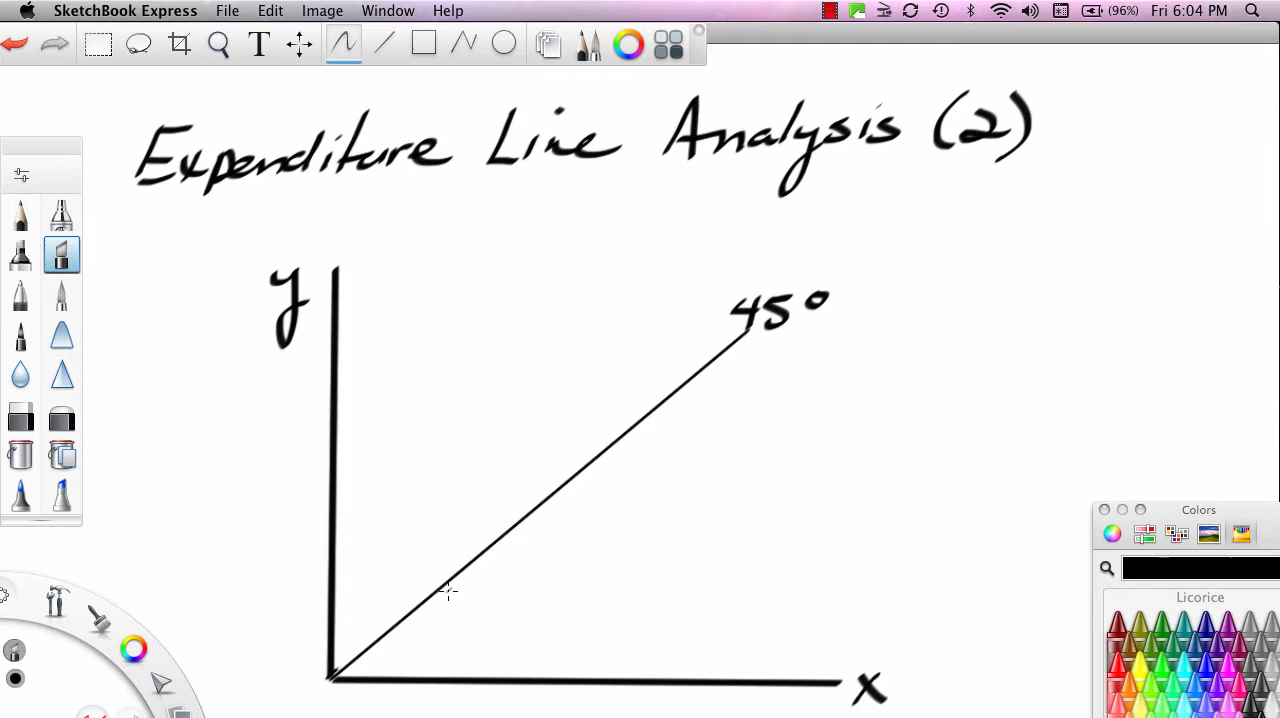 SketchBook Express File Edit Image Window Help (96%) Fri 6:04 PM
T
Expenditure Line Analysis (2)
y
45°
x
Colors
Licorice